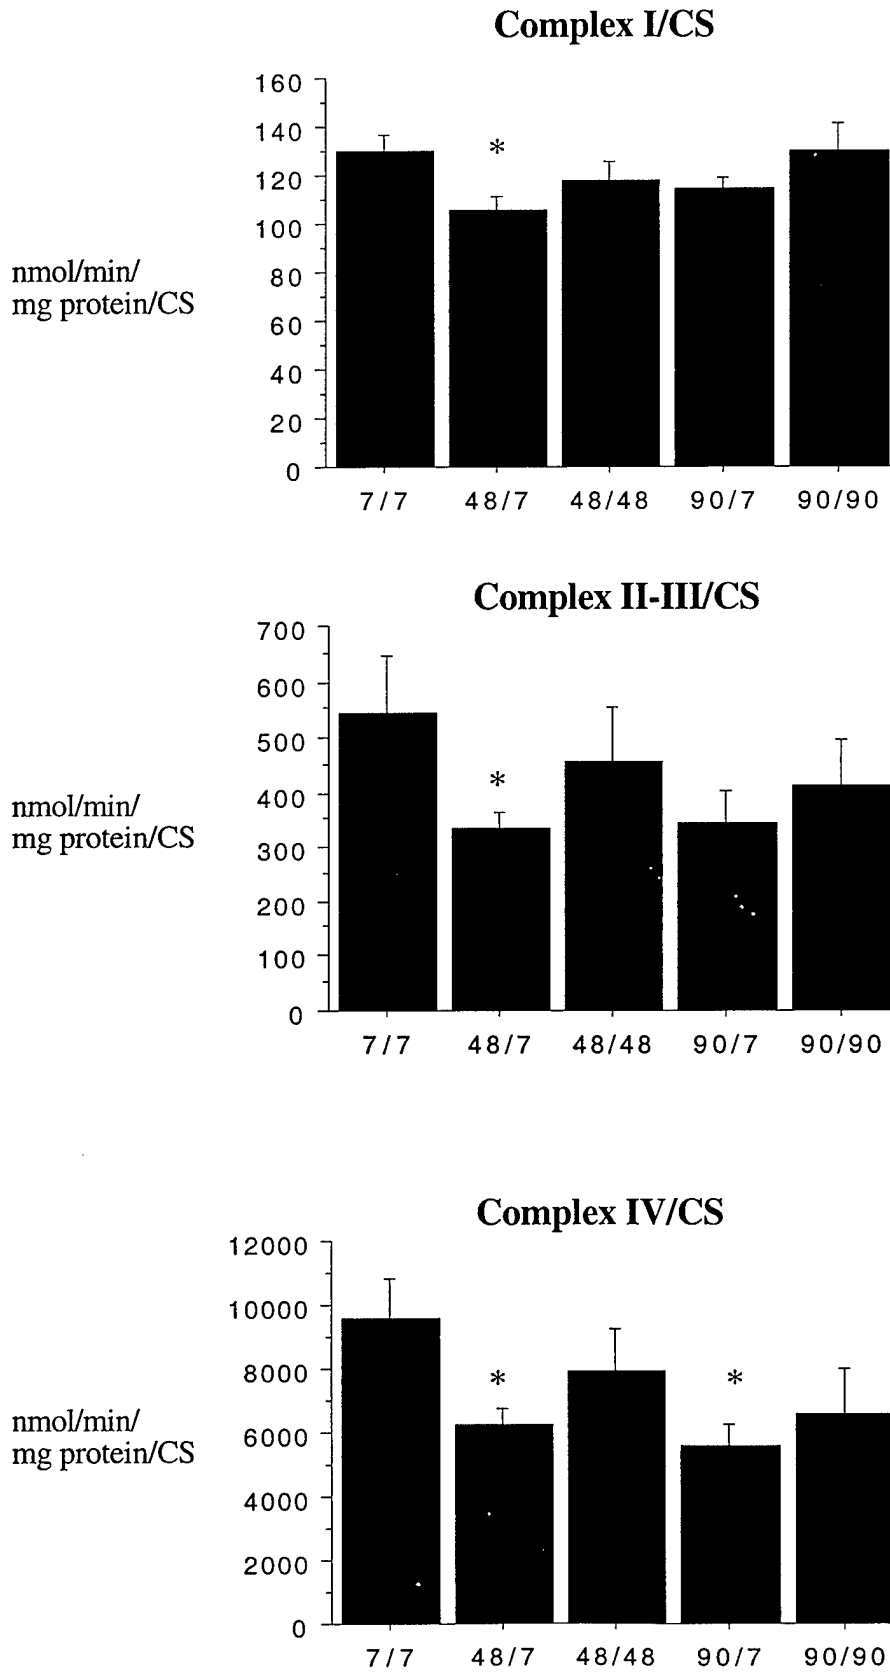 Complex I/CS
160
140
120
100
80
60
40
20
0
nmol/min/
mg protein/CS
*
7/7 48/7 48/48 90/7 90/90
Complex II-III/CS
700
600
500
400
300
200
100
0
nmol/min/
mg protein/CS
*
7/7 48/7 48/48 90/7 90/90
Complex IV/CS
12000
10000
8000
6000
4000
2000
0
nmol/min/
mg protein/CS
* *
7/7 48/7 48/48 90/7 90/90